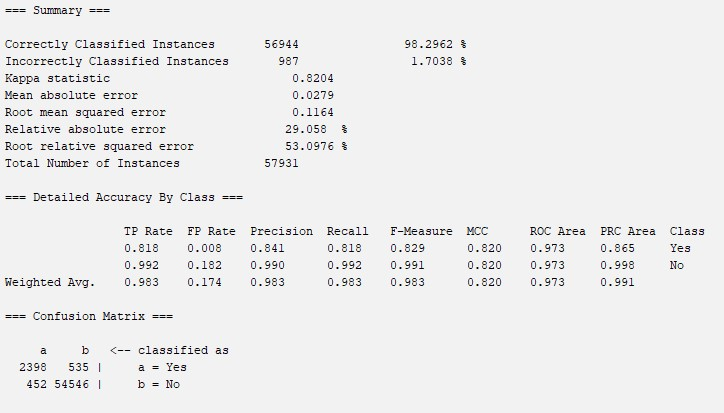 === Summary ===
Correctly Classified Instances 56944 98.2962 %
Incorrectly Classified Instances 987 1.7038 %
Kappa statistic 0.8204
Mean absolute error 0.0279
Root mean squared error 0.1164
Relative absolute error 29.058 %
Root relative squared error 53.0976 %
Total Number of Instances 57931
=== Detailed Accuracy By Class ===
TP Rate FP Rate Precision Recall F-Measure MCC ROC Area PRC Area Class
0.818 0.008 0.841 0.818 0.829 0.820 0.973 0.865 Yes
0.992 0.182 0.990 0.992 0.991 0.820 0.973 0.998 No
Weighted Avg. 0.983 0.174 0.983 0.983 0.983 0.820 0.973 0.991
=== Confusion Matrix ===
a b <-- classified as
2398 535 | a = Yes
452 54546 | b = No